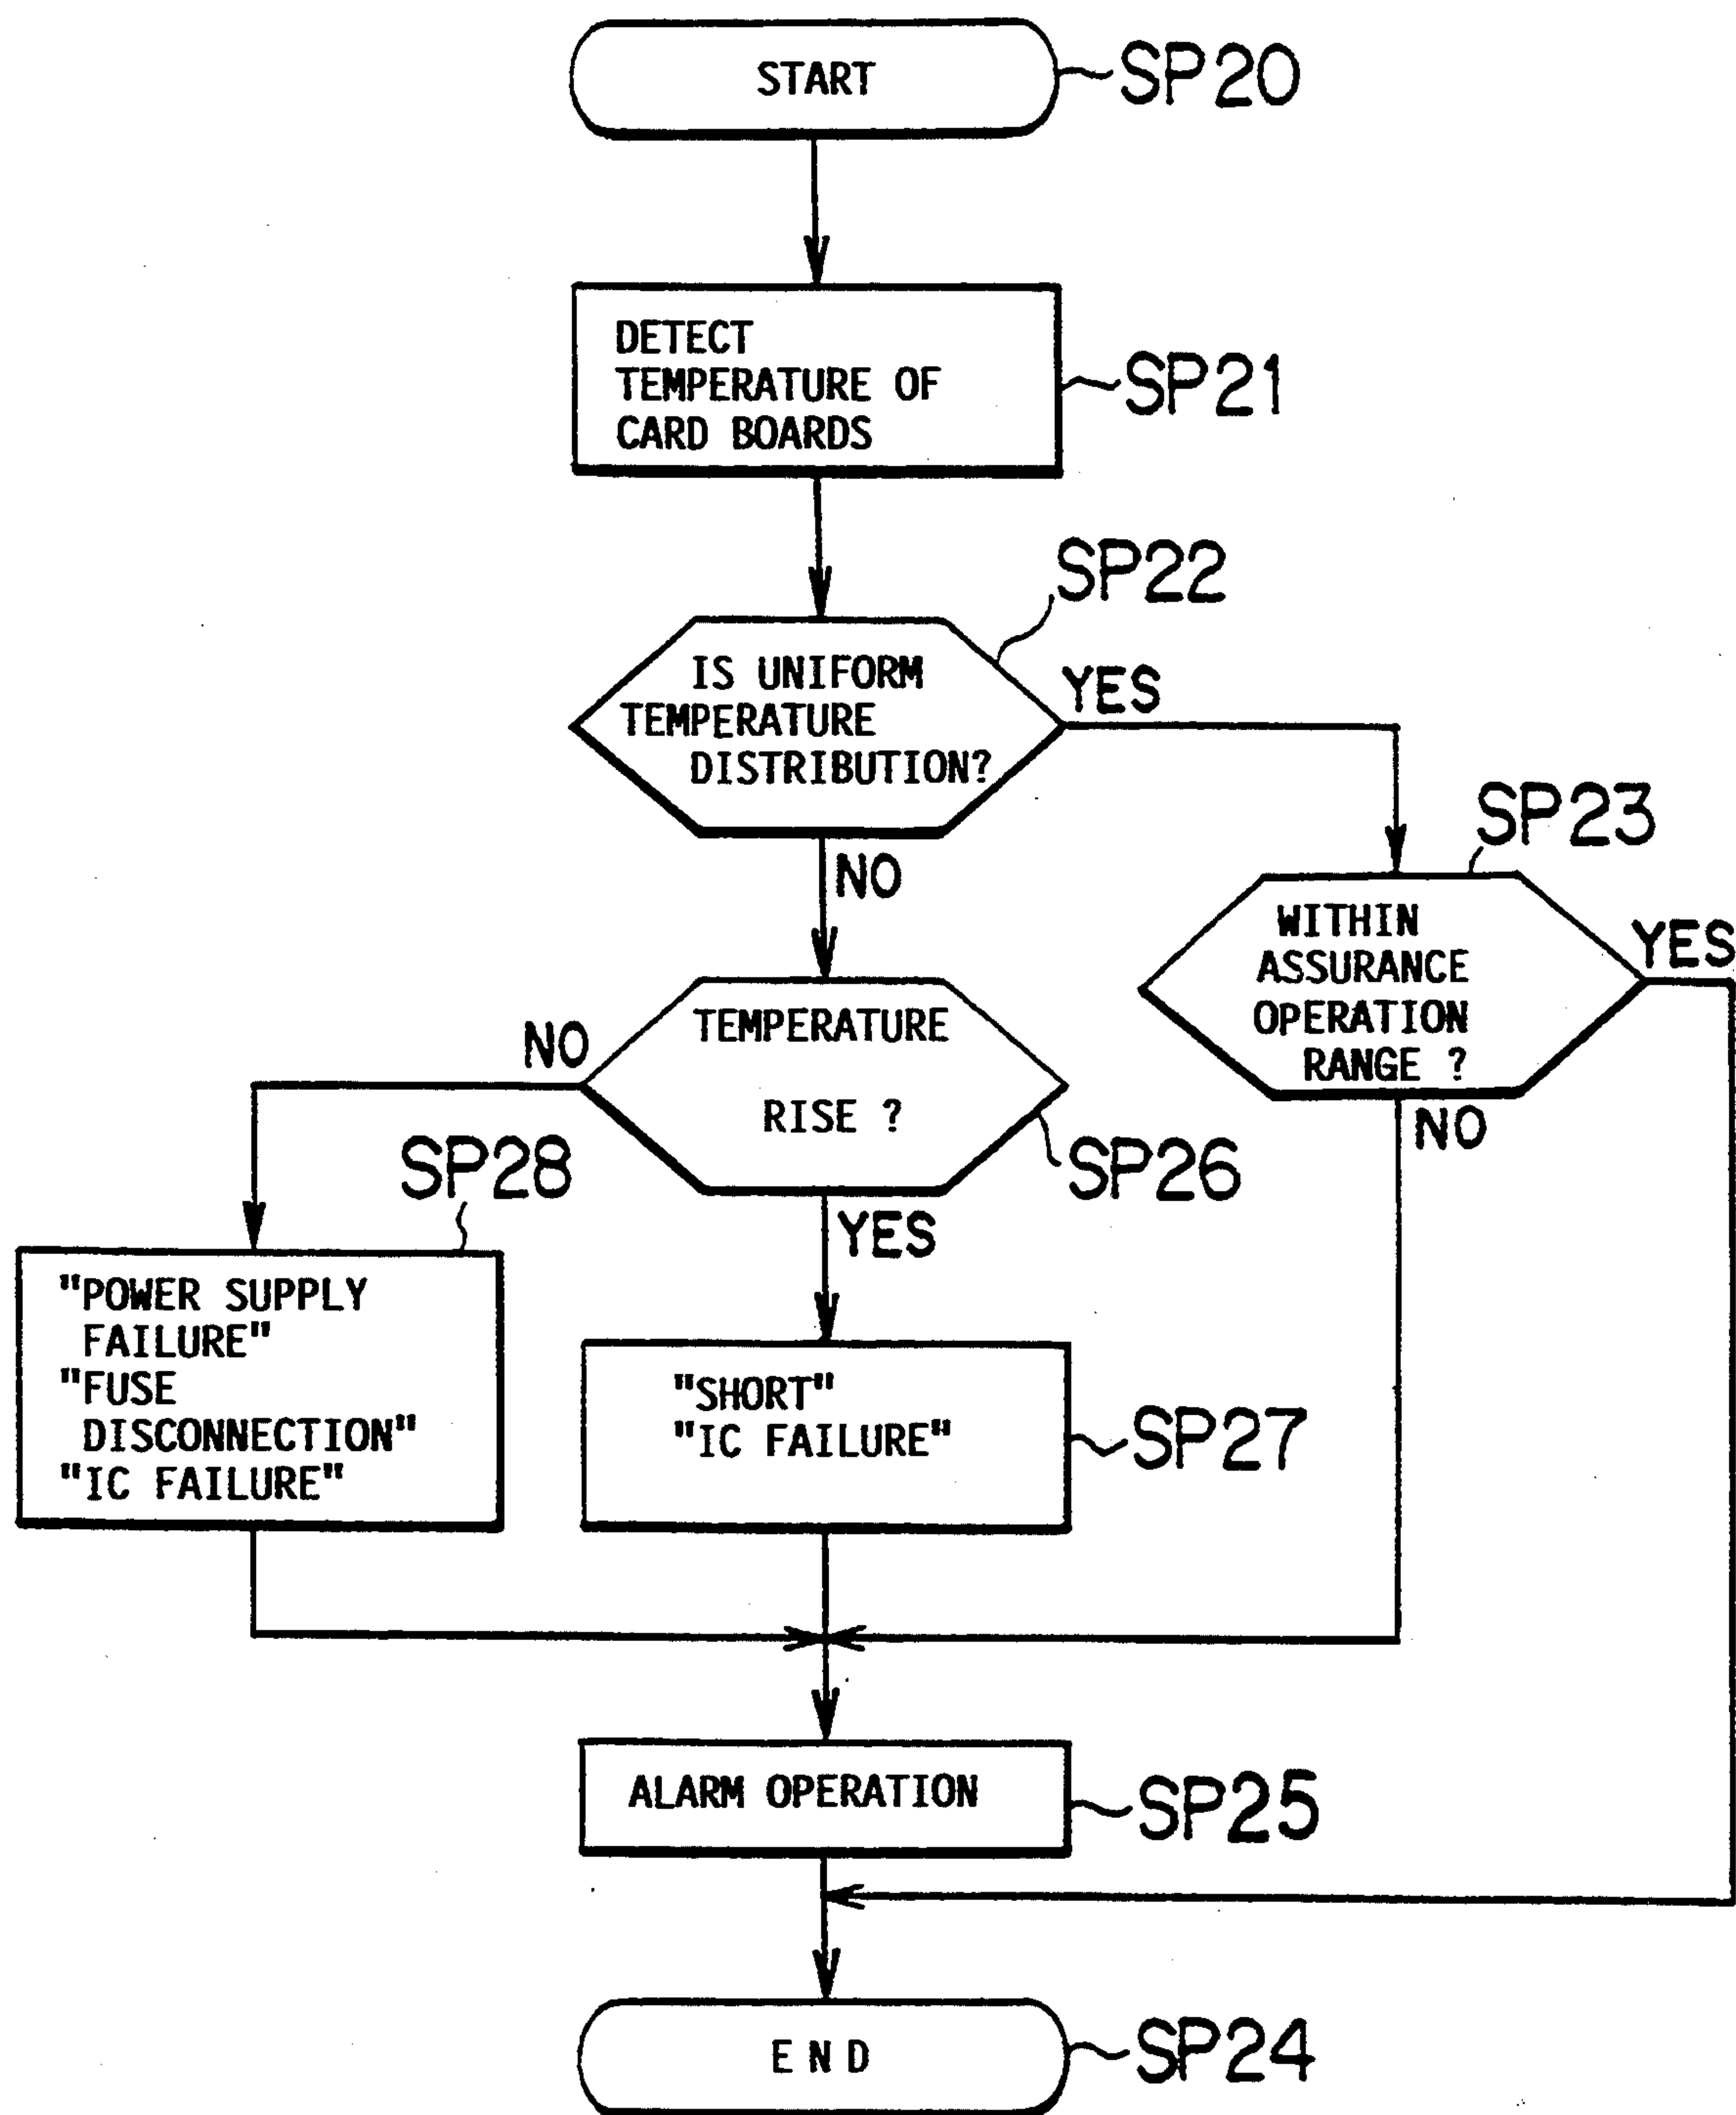 START
SP20
DETECT
TEMPERATURE OF
CARD BOARDS
SP21
SP22
IS UNIFORM
TEMPERATURE
DISTRIBUTION?
YES
NO
SP23
WITHIN
ASSURANCE
OPERATION
RANGE ?
YES
NO
TEMPERATURE
RISE ?
NO
SP26
YES
SP28
"POWER SUPPLY
FAILURE"
"FUSE
DISCONNECTION"
"IC FAILURE"
"SHORT"
"IC FAILURE"
SP27
ALARM OPERATION
SP25
END
SP24